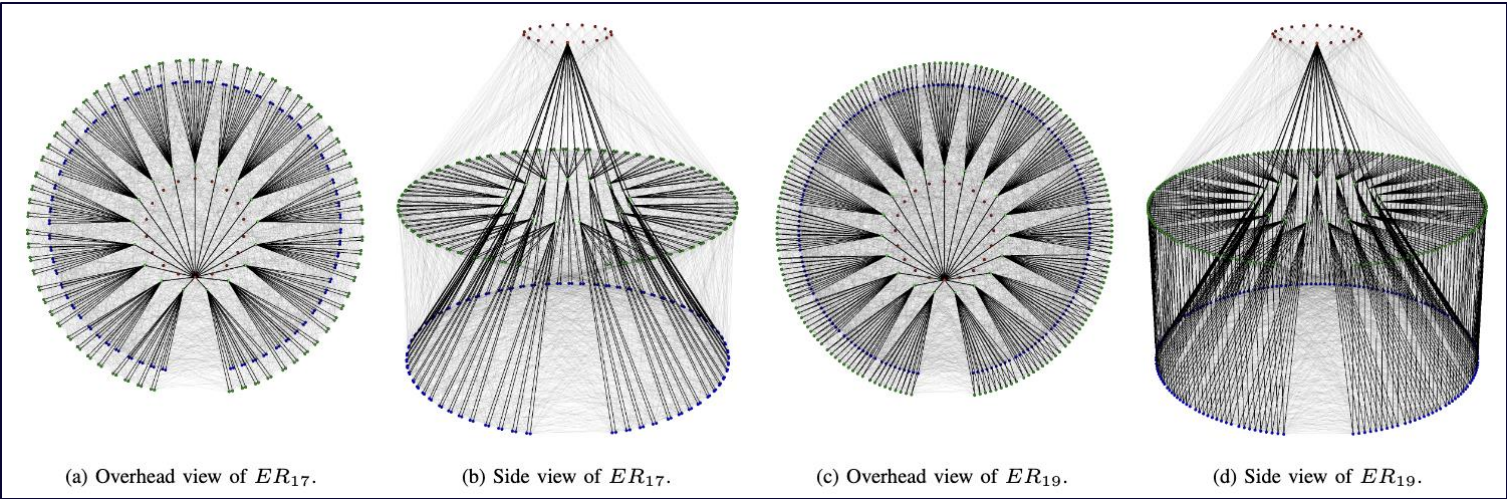 (a) Overhead view of ER₁₇.
(b) Side view of ER₁₇.
(c) Overhead view of ER₁₉.
(d) Side view of ER₁₉.